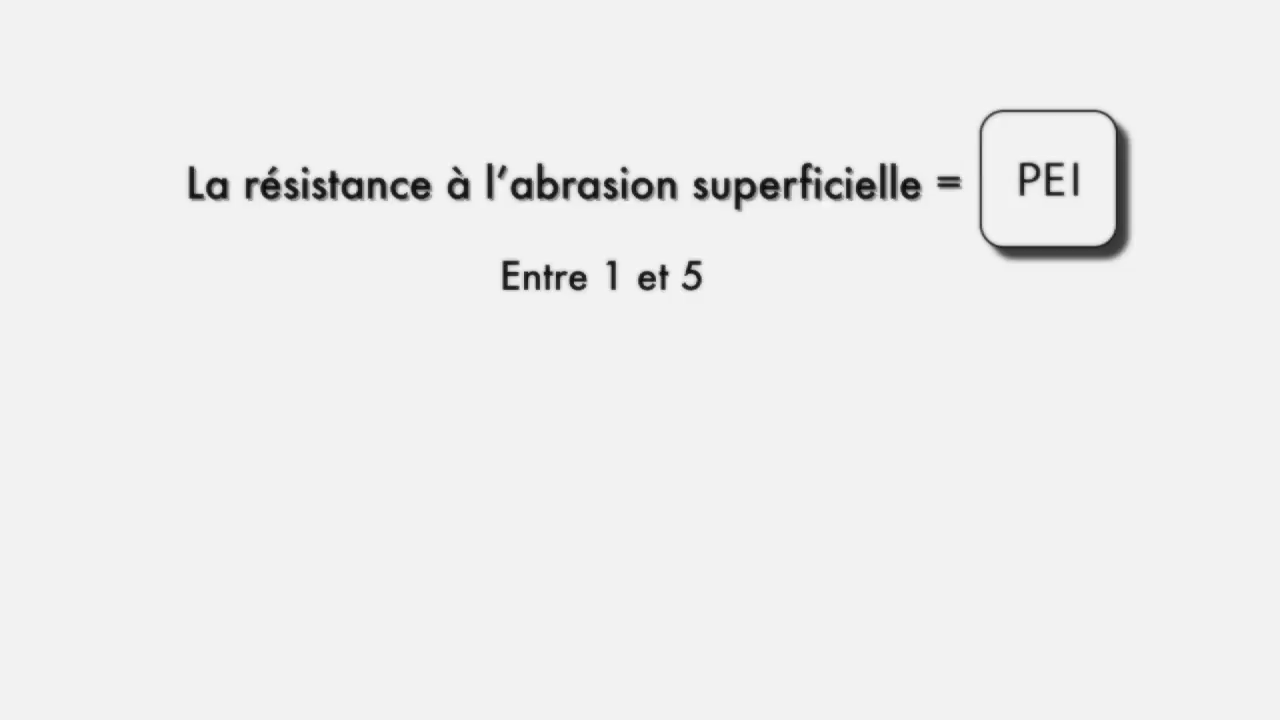 La résistance à l’abrasion superficielle = PEI
Entre 1 et 5